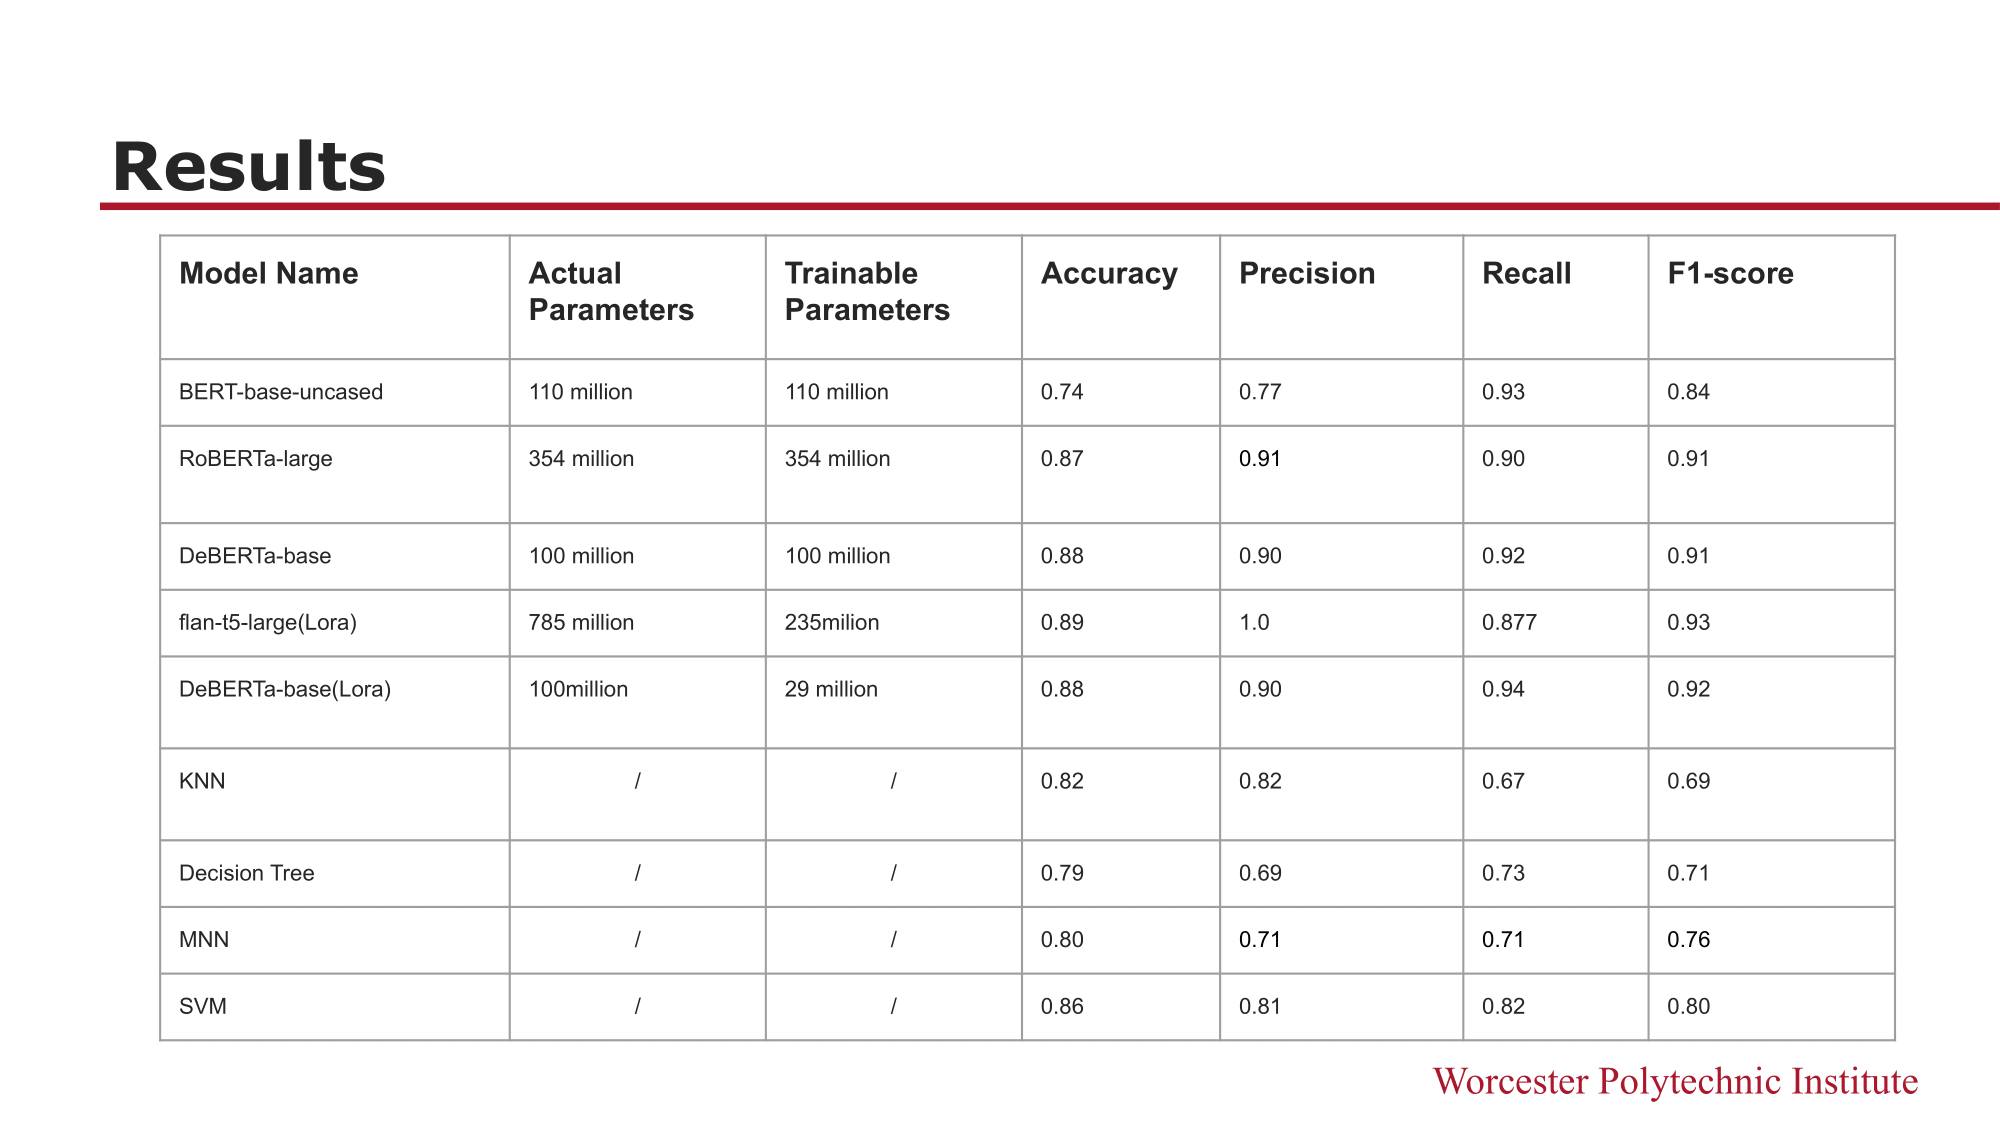 Results
Model Name Actual Parameters Trainable Parameters Accuracy Precision Recall F1-score
BERT-base-uncased 110 million 110 million 0.74 0.77 0.93 0.84
RoBERTa-large 354 million 354 million 0.87 0.91 0.90 0.91
DeBERTa-base 100 million 100 million 0.88 0.90 0.92 0.91
flan-t5-large(Lora) 785 million 235milion 0.89 1.0 0.877 0.93
DeBERTa-base(Lora) 100million 29 million 0.88 0.90 0.94 0.92
KNN / / 0.82 0.82 0.67 0.69
Decision Tree / / 0.79 0.69 0.73 0.71
MNN / / 0.80 0.71 0.71 0.76
SVM / / 0.86 0.81 0.82 0.80
Worcester Polytechnic Institute